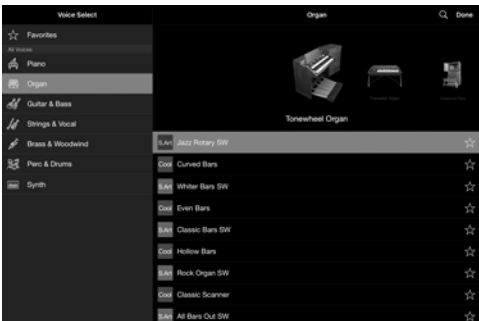 Voice Select
Organ
Done
Favorites
All Voices
Piano
Organ
Guitar & Bass
Strings & Vocal
Brass & Woodwind
Perc & Drums
Synth
Tonewheel Organ
S.Art Jazz Rotary SW
Cool Curved Bars
S.Art Whiter Bars SW
Cool Even Bars
S.Art Classic Bars SW
Cool Hollow Bars
S.Art Rock Organ SW
Cool Classic Scanner
S.Art All Bars Out SW